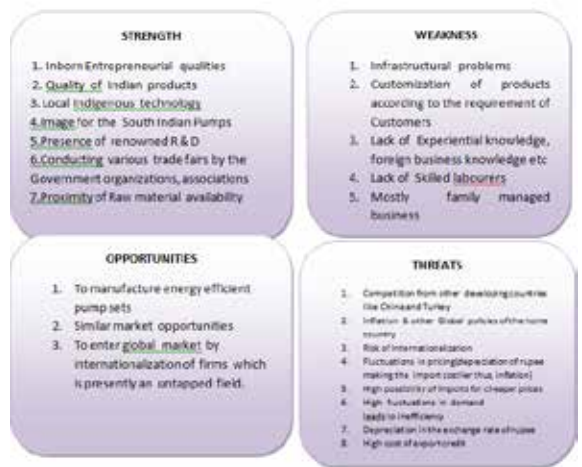 STRENGTH
1. Inborn Entrepreneurial qualities
2. Quality of Indian products
3. Local Indigenous technology
4.Image for the South Indian Pumps
5.Presence of renowned R & D
6.Conducting various trade fairs by the
Government organizations, associations
7.Proximity of Raw material availability
WEAKNESS
1. Infrastructural problems
2. Customization of products
according to the requirement of
Customers
3. Lack of Experiential knowledge,
foreign business knowledge etc
4. Lack of Skilled labourers
5. Mostly family managed
business
OPPORTUNITIES
1. To manufacture energy efficient
pump sets
2. Similar market opportunities
3. To enter global market by
internationalization of firms which
is presently an untapped field.
THREATS
1. Competition from other developing countries
like China and Turkey
2. Inflation & other Global policies of the home
country
3. Risk of Internationalization
4. Fluctuations in pricing(depreciation of rupee
making the import costlier thus, inflation)
5. High possibility of Imports for cheaper prices
6. High fluctuations in demand
leads to inefficiency
7. Depreciation in the exchange rate of rupee
8. High cost of export credit